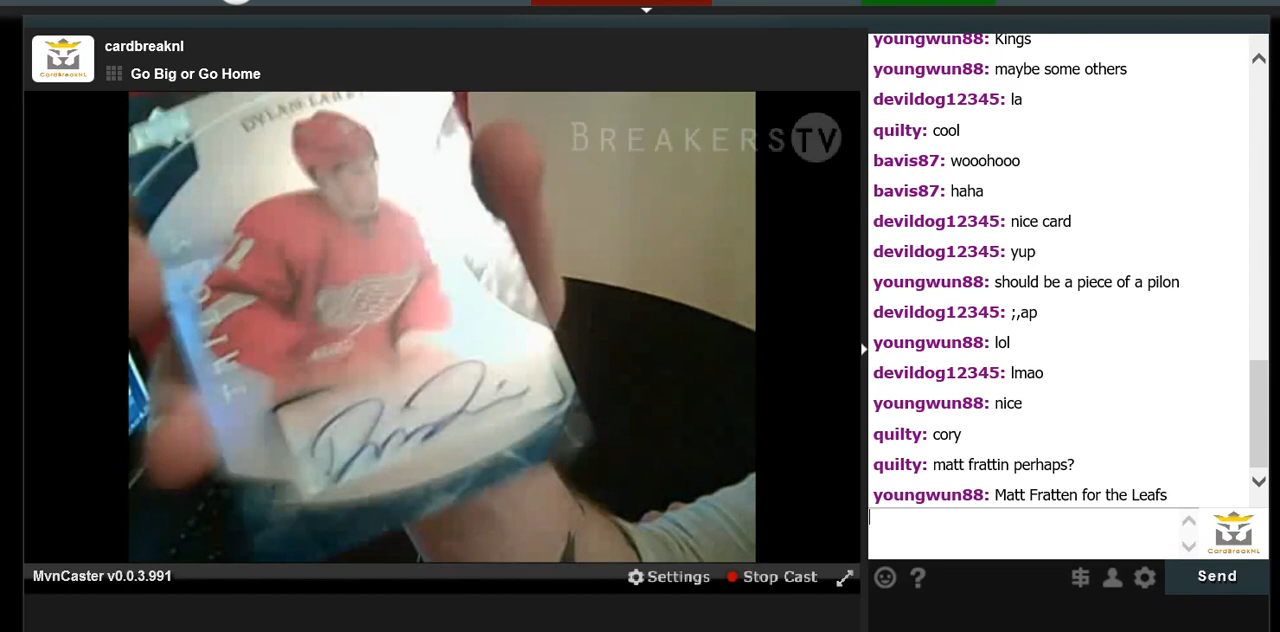 cardbreaknl
Go Big or Go Home
CardBreakNL
BREAKERSTV
DYLAN
MvnCaster v0.0.3.991
Settings
Stop Cast
youngwun88: Kings
youngwun88: maybe some others
devildog12345: la
quilty: cool
bavis87: wooohooo
bavis87: haha
devildog12345: nice card
devildog12345: yup
youngwun88: should be a piece of a pilon
devildog12345: ;,ap
youngwun88: lol
devildog12345: lmao
youngwun88: nice
quilty: cory
quilty: matt frattin perhaps?
youngwun88: Matt Fratten for the Leafs
CardBreakNL
Send